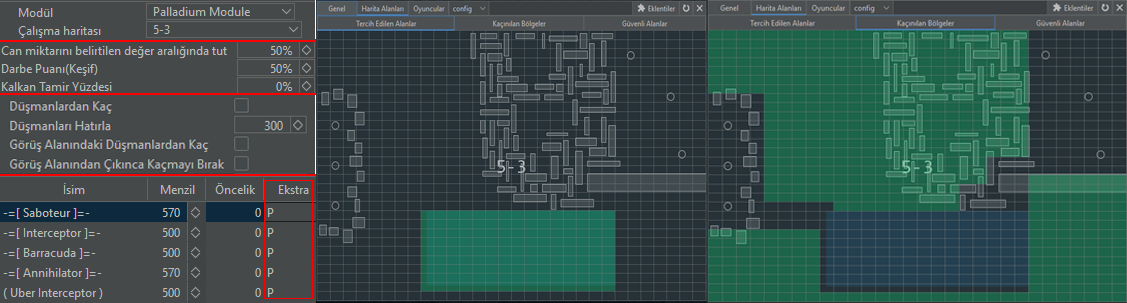 Modül Palladium Module
Çalışma haritası 5-3
Can miktarını belirtilen değer aralığında tut 50%
Darbe Puanı(Keşif) 50%
Kalkan Tamir Yüzdesi 0%
Düşmanlardan Kaç
Düşmanları Hatırla 300
Görüş Alanındaki Düşmanlardan Kaç
Görüş Alanından Çıkınca Kaçmayı Bırak
İsim Menzil Öncelik Ekstra
-=[ Saboteur ]=- 570 0 P
-=[ Interceptor ]=- 500 0 P
-=[ Barracuda ]=- 500 0 P
-=[ Annihilator ]=- 570 0 P
( Uber Interceptor ) 500 0 P
Genel Harita Alanları Oyuncular config Eklentiler
Tercih Edilen Alanlar Kaçınılan Bölgeler Güvenli Alanlar
5-3
Genel Harita Alanları Oyuncular config Eklentiler
Tercih Edilen Alanlar Kaçınılan Bölgeler Güvenli Alanlar
5-3